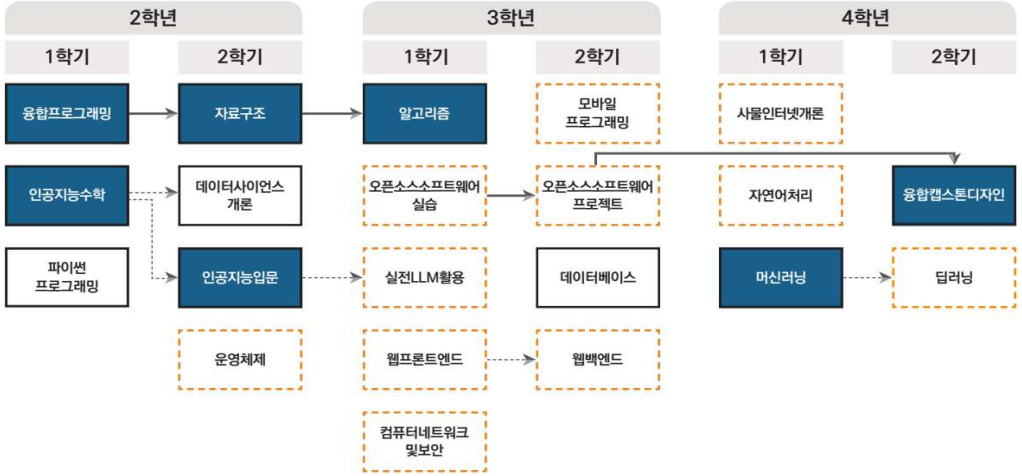 2학년
3학년
4학년
1학기
2학기
1학기
2학기
1학기
2학기
융합프로그래밍
자료구조
알고리즘
모바일
프로그래밍
사물인터넷개론
인공지능수학
데이터사이언스
개론
오픈소스소프트웨어
실습
오픈소스소프트웨어
프로젝트
자연어처리
융합캡스톤디자인
파이썬
프로그래밍
인공지능입문
실전LLM활용
데이터베이스
머신러닝
딥러닝
운영체제
웹프론트엔드
웹백엔드
컴퓨터네트워크
및보안